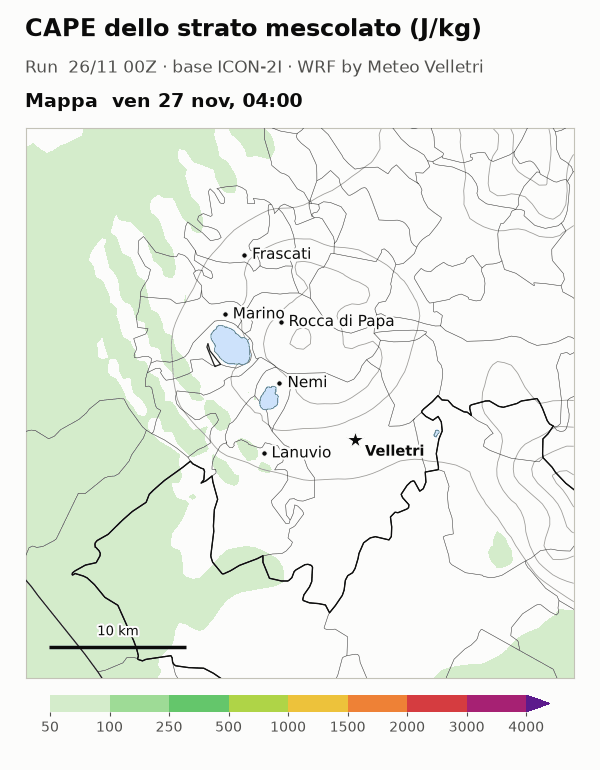 CAPE dello strato mescolato (J/kg)
Run  26/11 00Z · base ICON-2I · WRF by Meteo Velletri
Mappa  ven 27 nov, 04:00
Frascati
Marino
Rocca di Papa
Nemi
Velletri
Lanuvio
10 km
50 100 250 500 1000 1500 2000 3000 4000